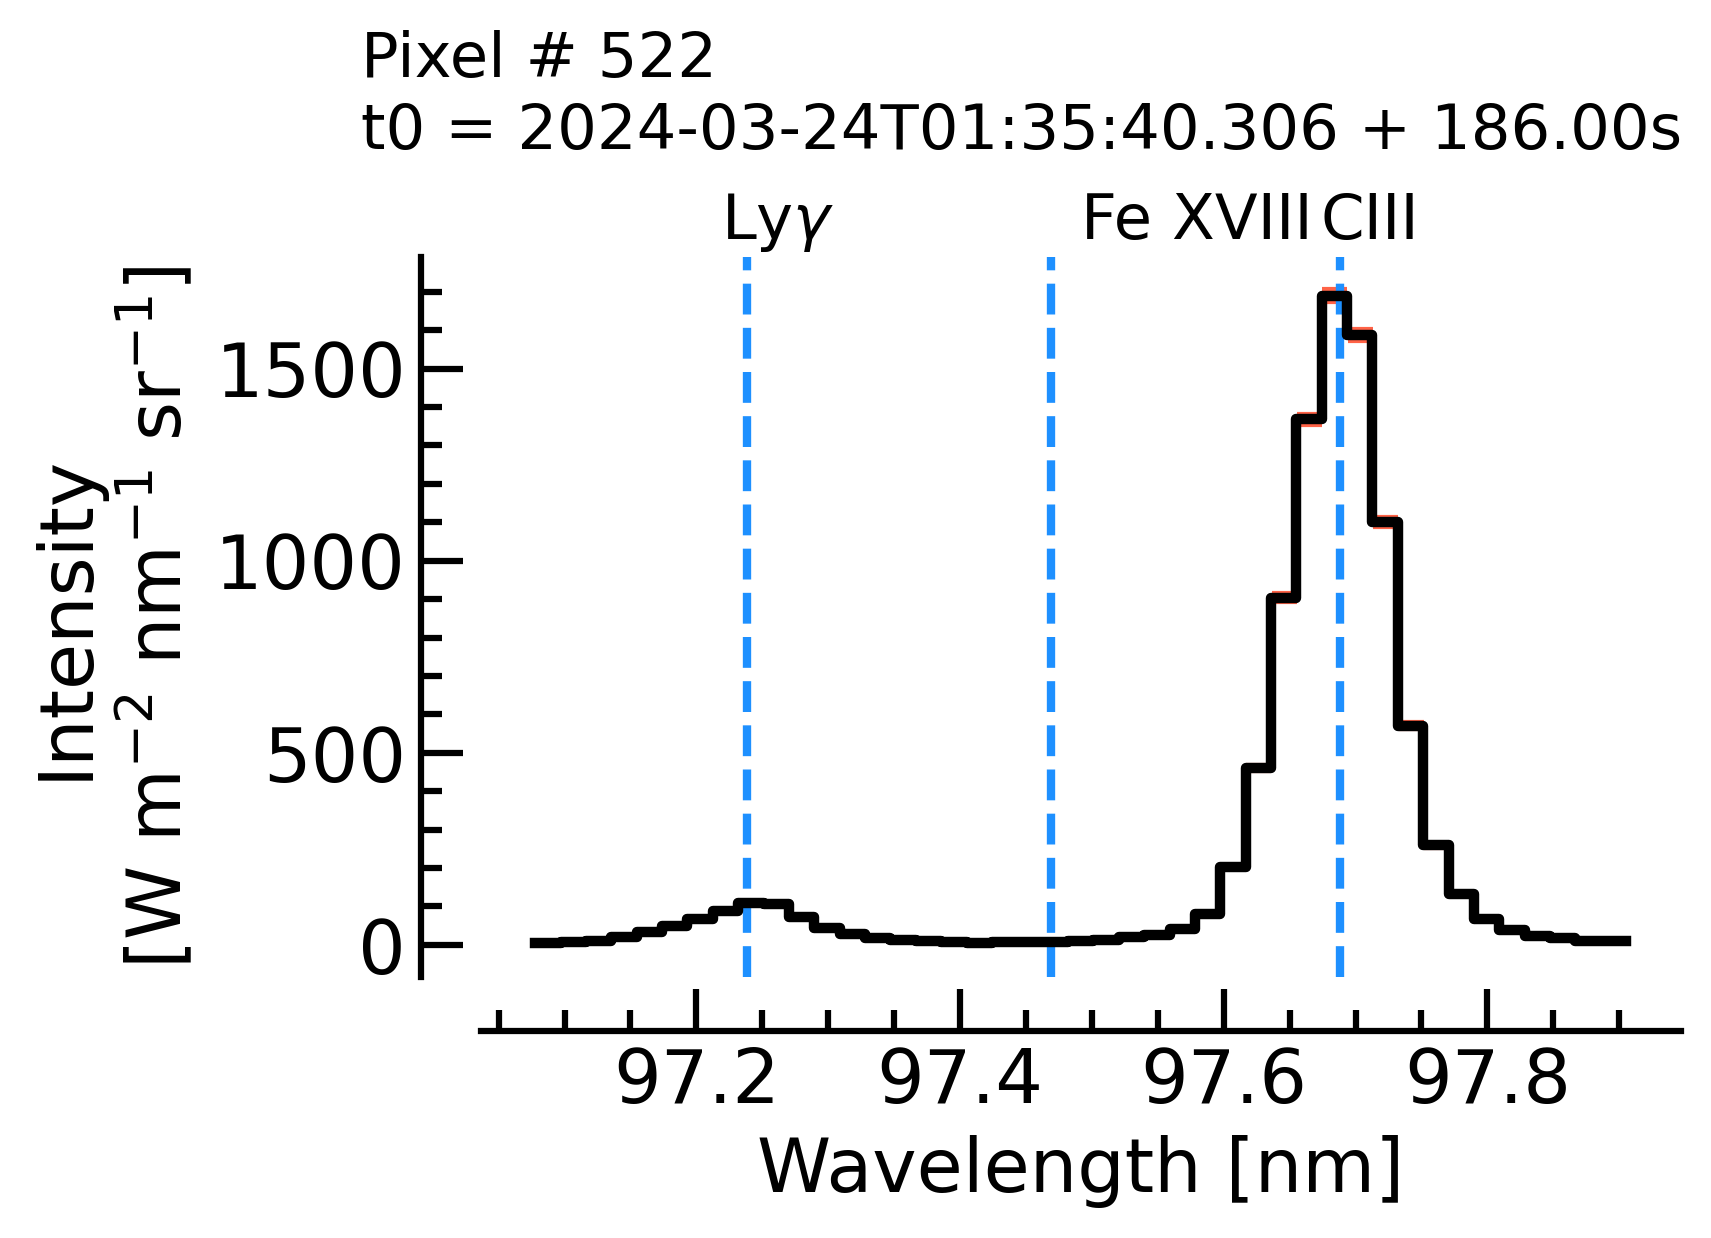 Pixel # 522
t0 = 2024-03-24T01:35:40.306 + 186.00s
Lyγ Fe XVIII CIII
Intensity
[W m⁻² nm⁻¹ sr⁻¹]
1500
1000
500
0
97.2 97.4 97.6 97.8
Wavelength [nm]